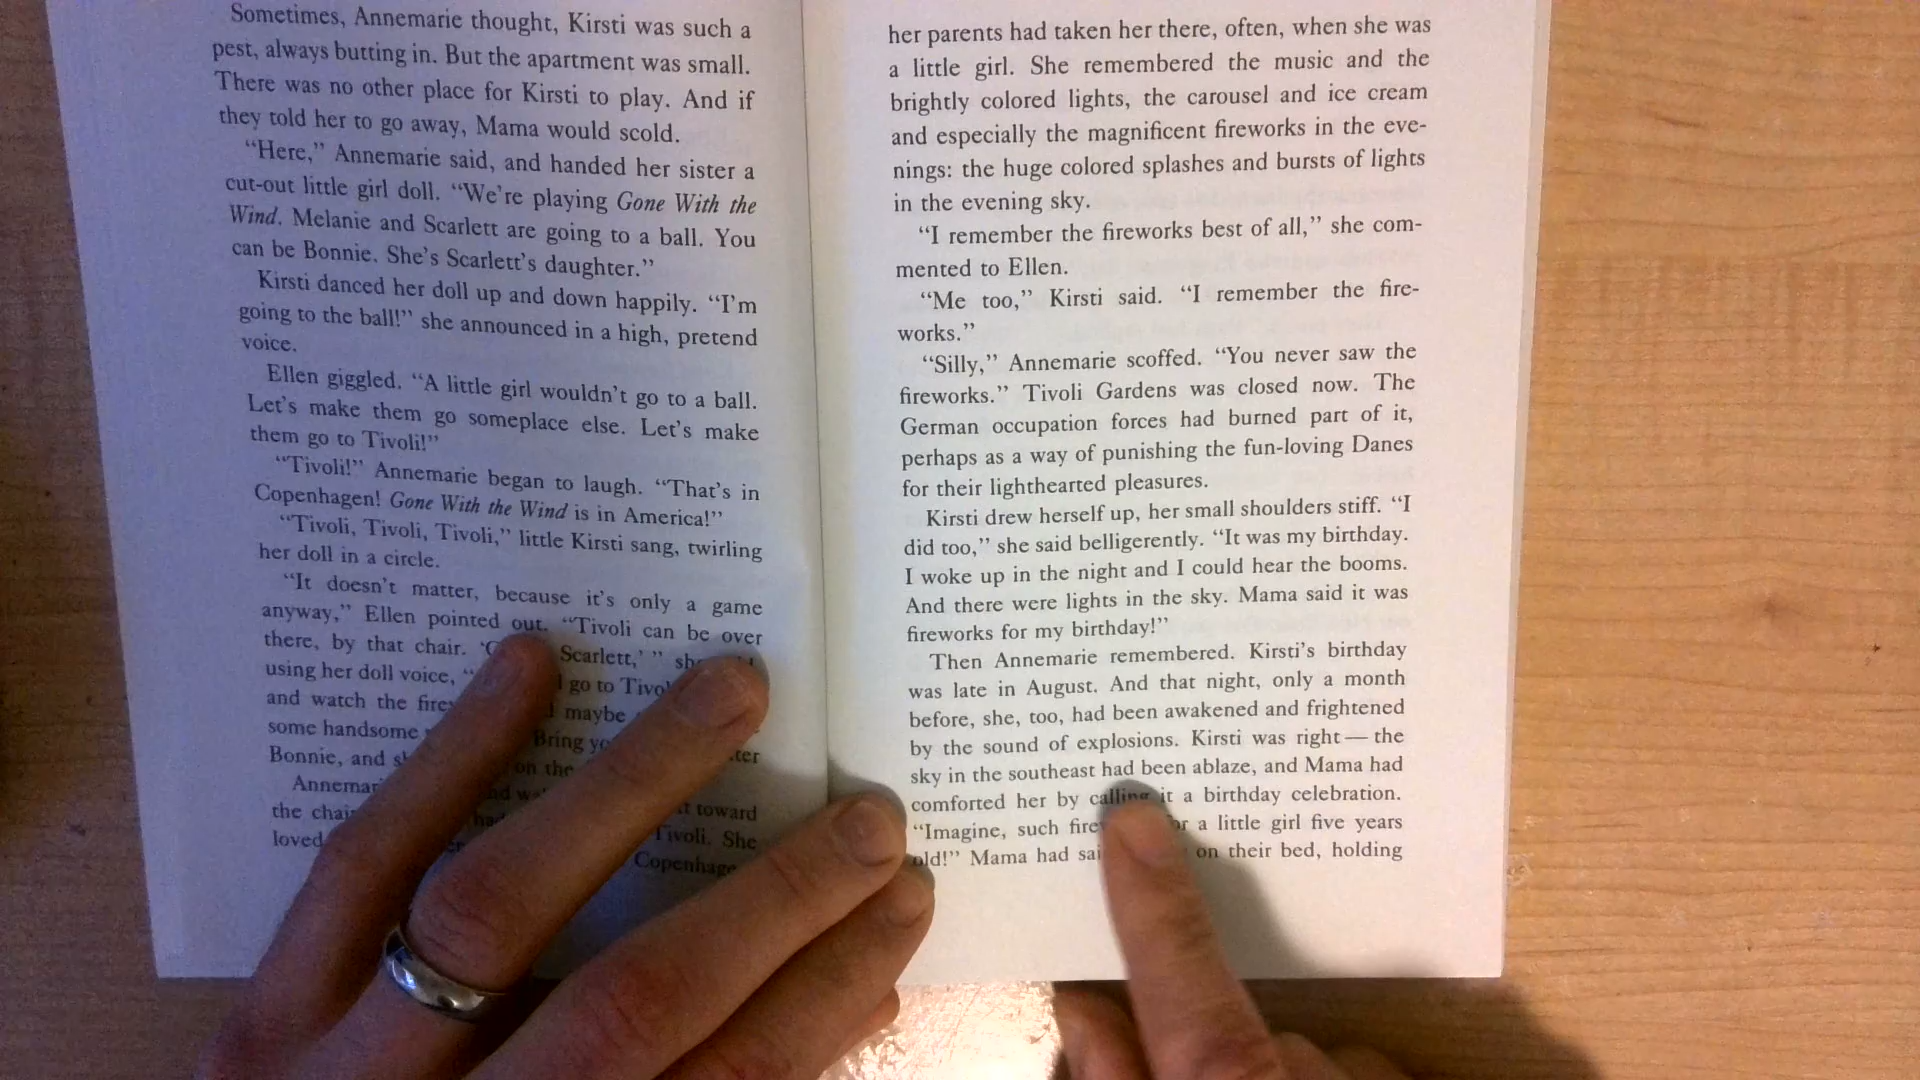 Sometimes, Annemarie thought, Kirsti was such a
pest, always butting in. But the apartment was small.
There was no other place for Kirsti to play. And if
they told her to go away, Mama would scold.
“Here,” Annemarie said, and handed her sister a
cut-out little girl doll. “We’re playing Gone With the
Wind. Melanie and Scarlett are going to a ball. You
can be Bonnie. She’s Scarlett’s daughter.”
Kirsti danced her doll up and down happily. “I’m
going to the ball!” she announced in a high, pretend
voice.
Ellen giggled. “A little girl wouldn’t go to a ball.
Let’s make them go someplace else. Let’s make
them go to Tivoli!”
“Tivoli!” Annemarie began to laugh. “That’s in
Copenhagen! Gone With the Wind is in America!”
“Tivoli, Tivoli, Tivoli,” little Kirsti sang, twirling
her doll in a circle.
“It doesn’t matter, because it’s only a game
anyway,” Ellen pointed out. “Tivoli can be over
there, by that chair. Scarlett,’ ”
using her doll voice, “ go to
and watch the maybe
some handsome Bring
Bonnie, and on the
the toward
loved Tivoli. She
her parents had taken her there, often, when she was
a little girl. She remembered the music and the
brightly colored lights, the carousel and ice cream
and especially the magnificent fireworks in the eve-
nings: the huge colored splashes and bursts of lights
in the evening sky.
“I remember the fireworks best of all,” she com-
mented to Ellen.
“Me too,” Kirsti said. “I remember the fire-
works.”
“Silly,” Annemarie scoffed. “You never saw the
fireworks.” Tivoli Gardens was closed now. The
German occupation forces had burned part of it,
perhaps as a way of punishing the fun-loving Danes
for their lighthearted pleasures.
Kirsti drew herself up, her small shoulders stiff. “I
did too,” she said belligerently. “It was my birthday.
I woke up in the night and I could hear the booms.
And there were lights in the sky. Mama said it was
fireworks for my birthday!”
Then Annemarie remembered. Kirsti’s birthday
was late in August. And that night, only a month
before, she, too, had been awakened and frightened
by the sound of explosions. Kirsti was right — the
sky in the southeast had been ablaze, and Mama had
comforted her by calling it a birthday celebration.
“Imagine, such a little girl five years
old!” Mama had on their bed, holding